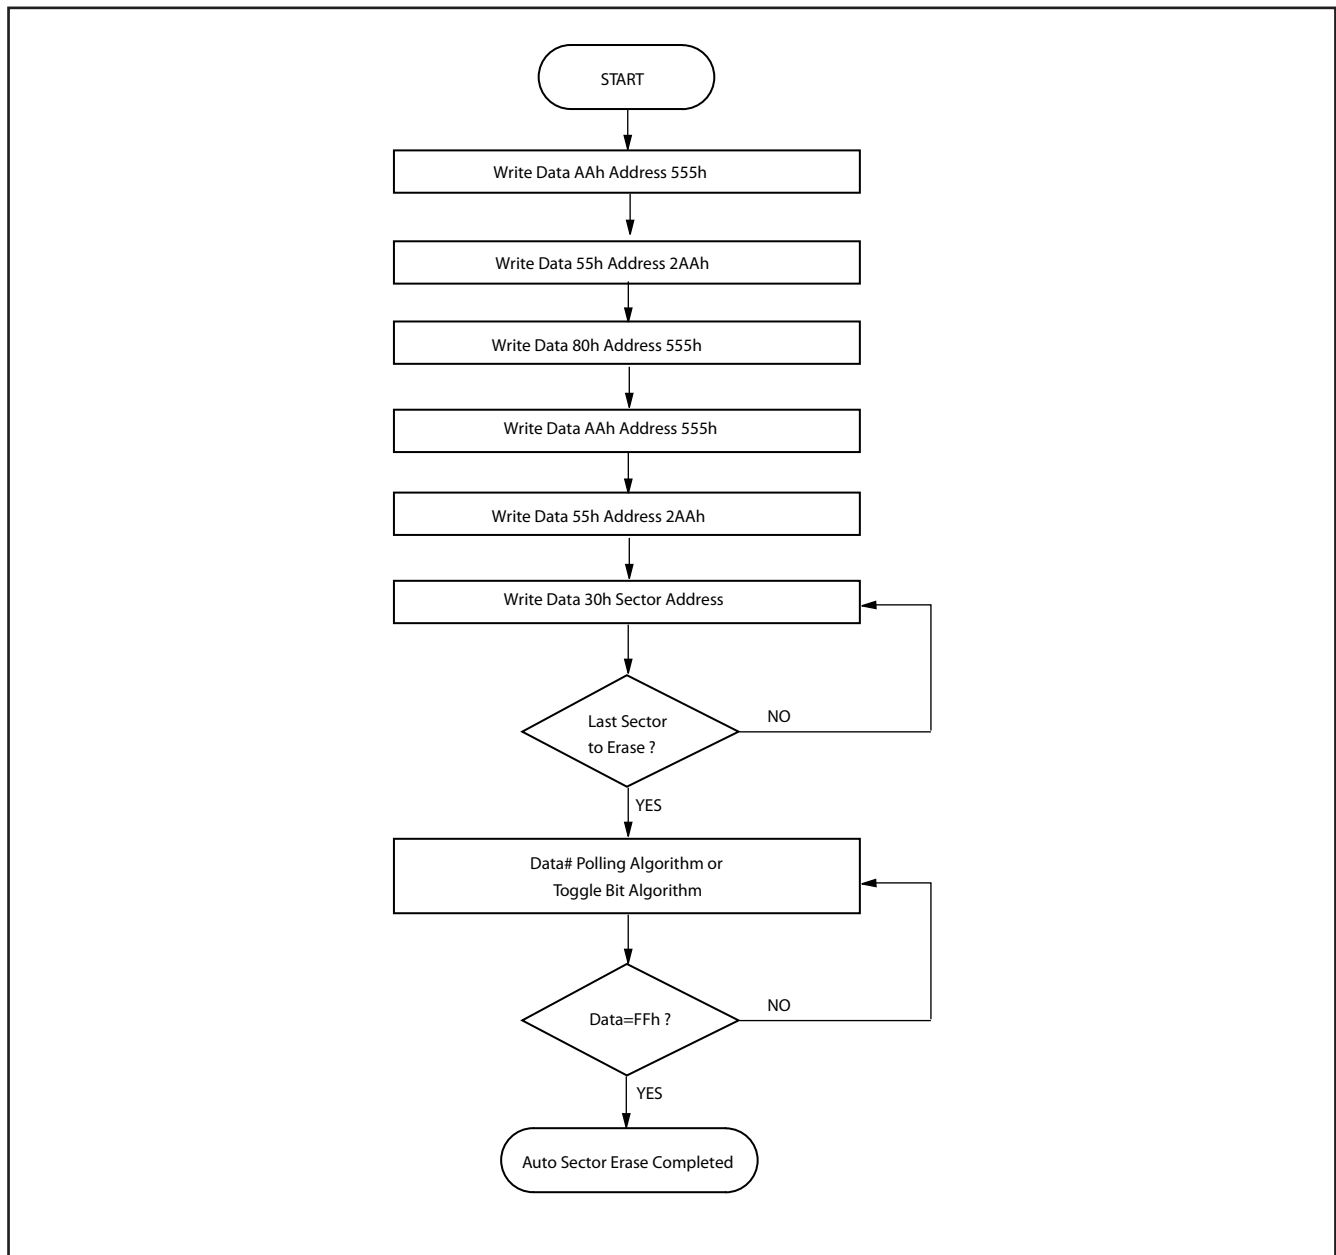 START
Write Data AAh Address 555h
Write Data 55h Address 2AAh
Write Data 80h Address 555h
Write Data AAh Address 555h
Write Data 55h Address 2AAh
Write Data 30h Sector Address
Last Sector
to Erase ?
NO
YES
Data# Polling Algorithm or
Toggle Bit Algorithm
Data=FFh ?
NO
YES
Auto Sector Erase Completed